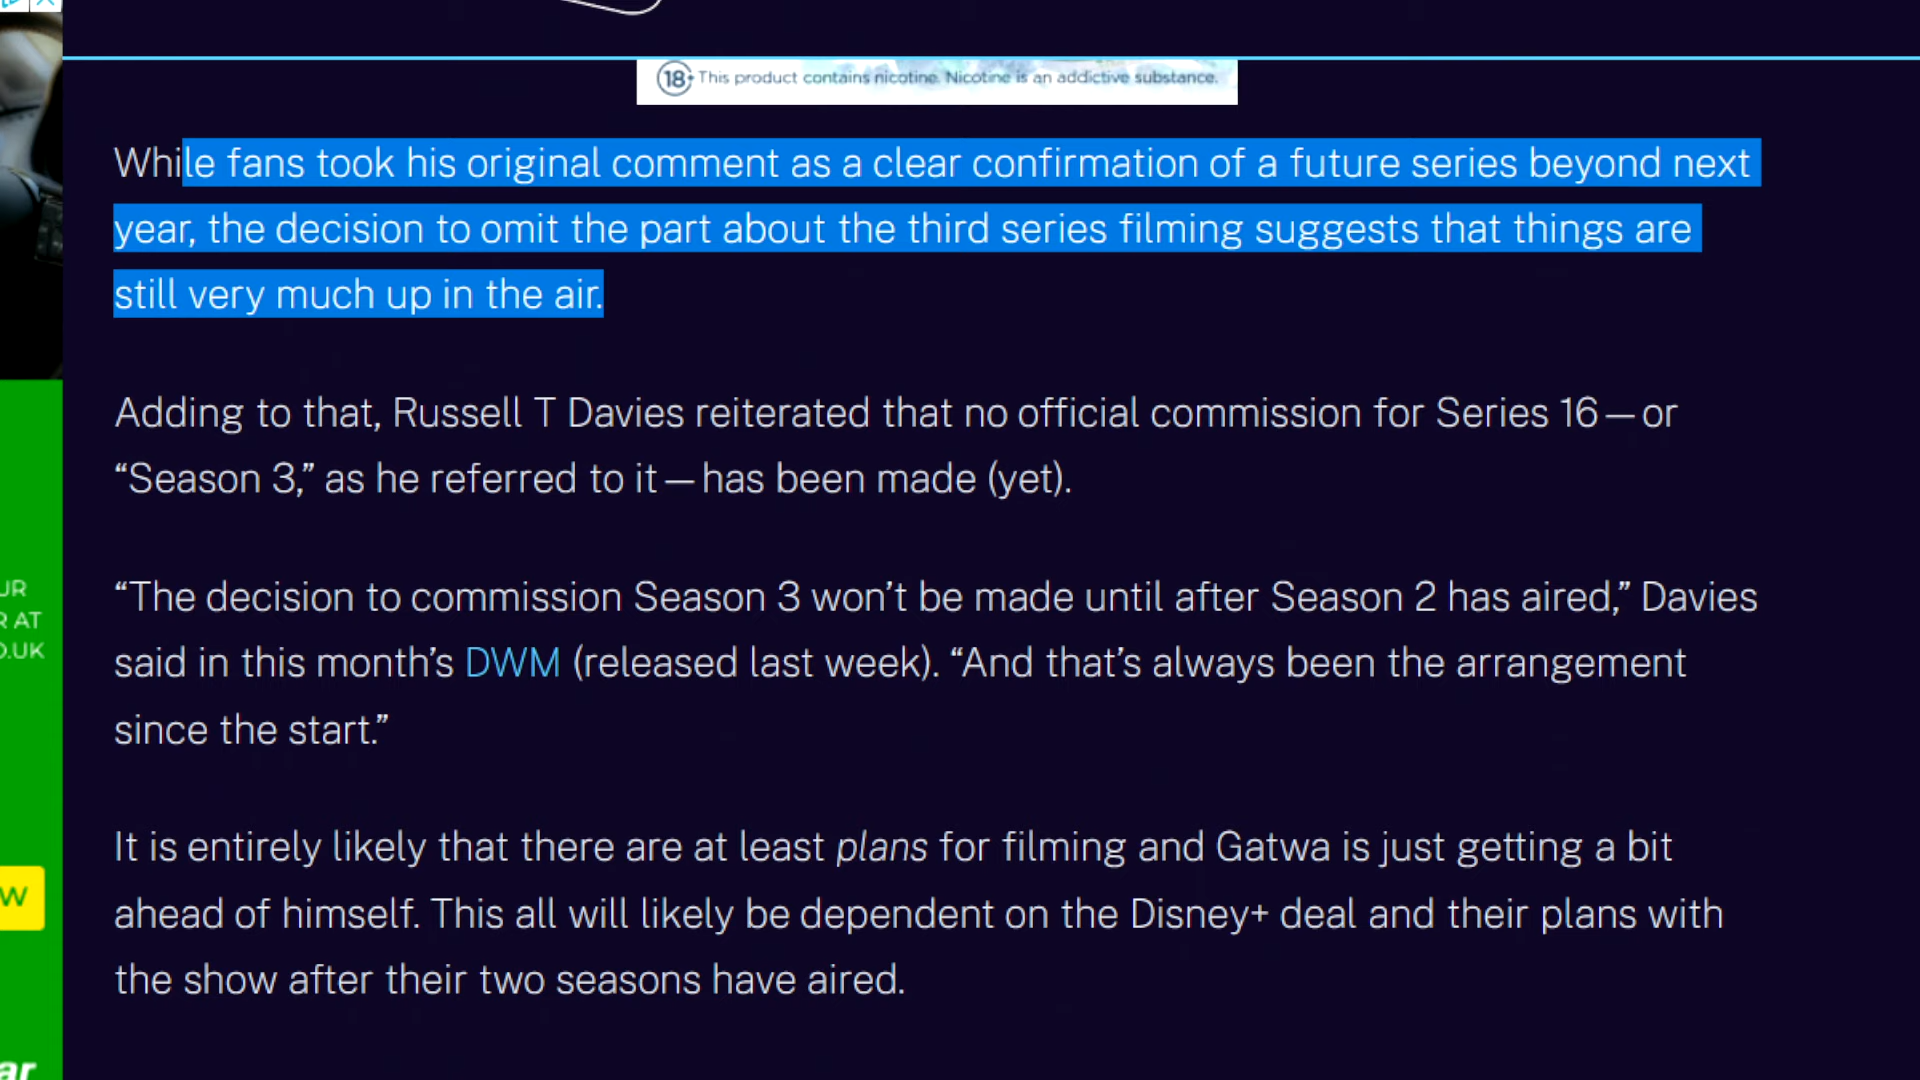 18+ This product contains nicotine. Nicotine is an addictive substance.
While fans took his original comment as a clear confirmation of a future series beyond next
year, the decision to omit the part about the third series filming suggests that things are
still very much up in the air.
Adding to that, Russell T Davies reiterated that no official commission for Series 16 — or
“Season 3,” as he referred to it — has been made (yet).
“The decision to commission Season 3 won’t be made until after Season 2 has aired,” Davies
said in this month’s DWM (released last week). “And that’s always been the arrangement
since the start.”
It is entirely likely that there are at least plans for filming and Gatwa is just getting a bit
ahead of himself. This all will likely be dependent on the Disney+ deal and their plans with
the show after their two seasons have aired.
UR
R AT
O.UK
W
ar